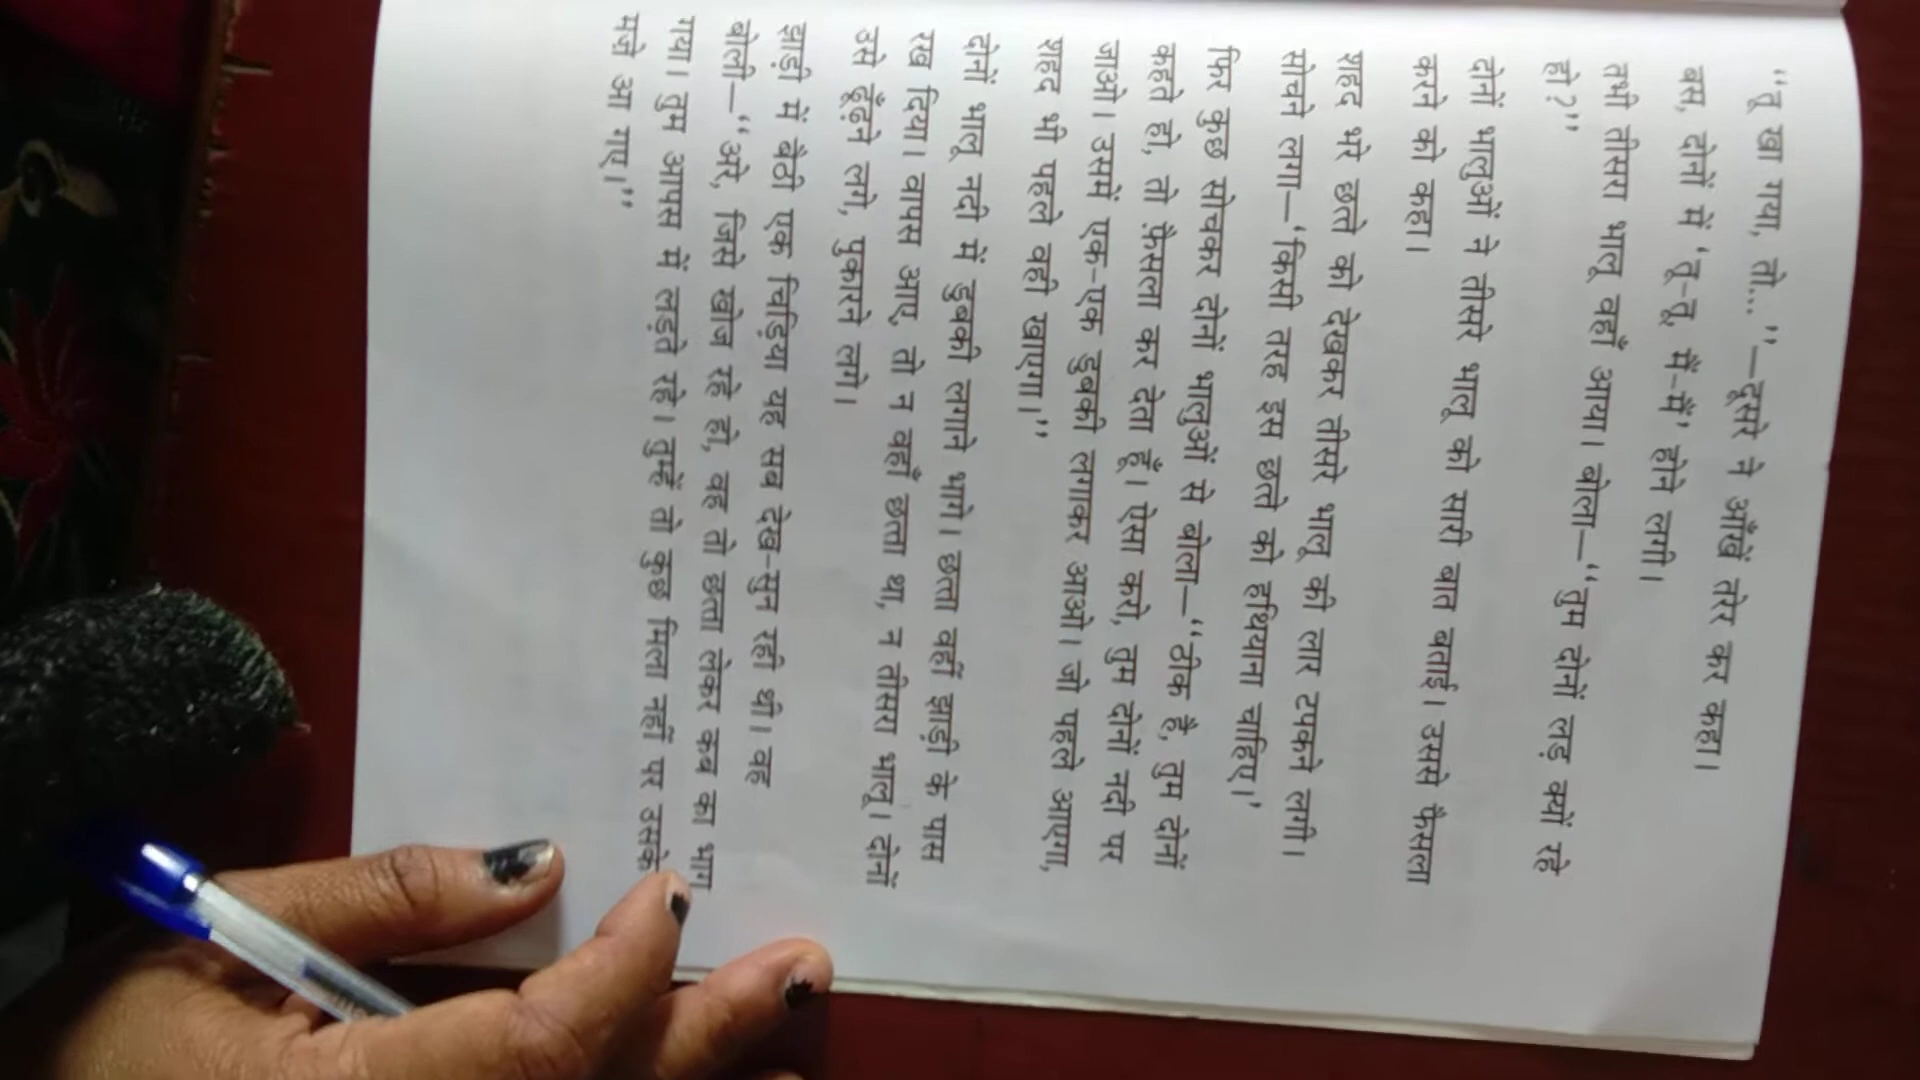 “तू खा गया, तो... ”—दूसरे ने आँखें तरेर कर कहा।
बस, दोनों में ‘तू-तू मैं-मैं’ होने लगी।
तभी तीसरा भालू वहाँ आया। बोला—“तुम दोनों लड़ क्यों रहे
हो?”
दोनों भालुओं ने तीसरे भालू को सारी बात बताई। उससे फैसला
करने को कहा।
शहद भरे छत्ते को देखकर तीसरे भालू की लार टपकने लगी।
सोचने लगा—‘किसी तरह इस छत्ते को हथियाना चाहिए।’
फिर कुछ सोचकर दोनों भालुओं से बोला—“ठीक है, तुम दोनों
कहते हो, तो फ़ैसला कर देता हूँ। ऐसा करो, तुम दोनों नदी पर
जाओ। उसमें एक-एक डुबकी लगाकर आओ। जो पहले आएगा,
शहद भी पहले वही खाएगा।”
दोनों भालू नदी में डुबकी लगाने भागे। छत्ता वहीं झाड़ी के पास
रख दिया। वापस आए, तो न वहाँ छत्ता था, न तीसरा भालू। दोनों
उसे ढूँढ़ने लगे, पुकारने लगे।
झाड़ी में बैठी एक चिड़िया यह सब देख-सुन रही थी। वह
बोली—“अरे, जिसे खोज रहे हो, वह तो छत्ता लेकर कब का भाग
गया। तुम आपस में लड़ते रहे। तुम्हें तो कुछ मिला नहीं पर उसके
मज़े आ गए।”